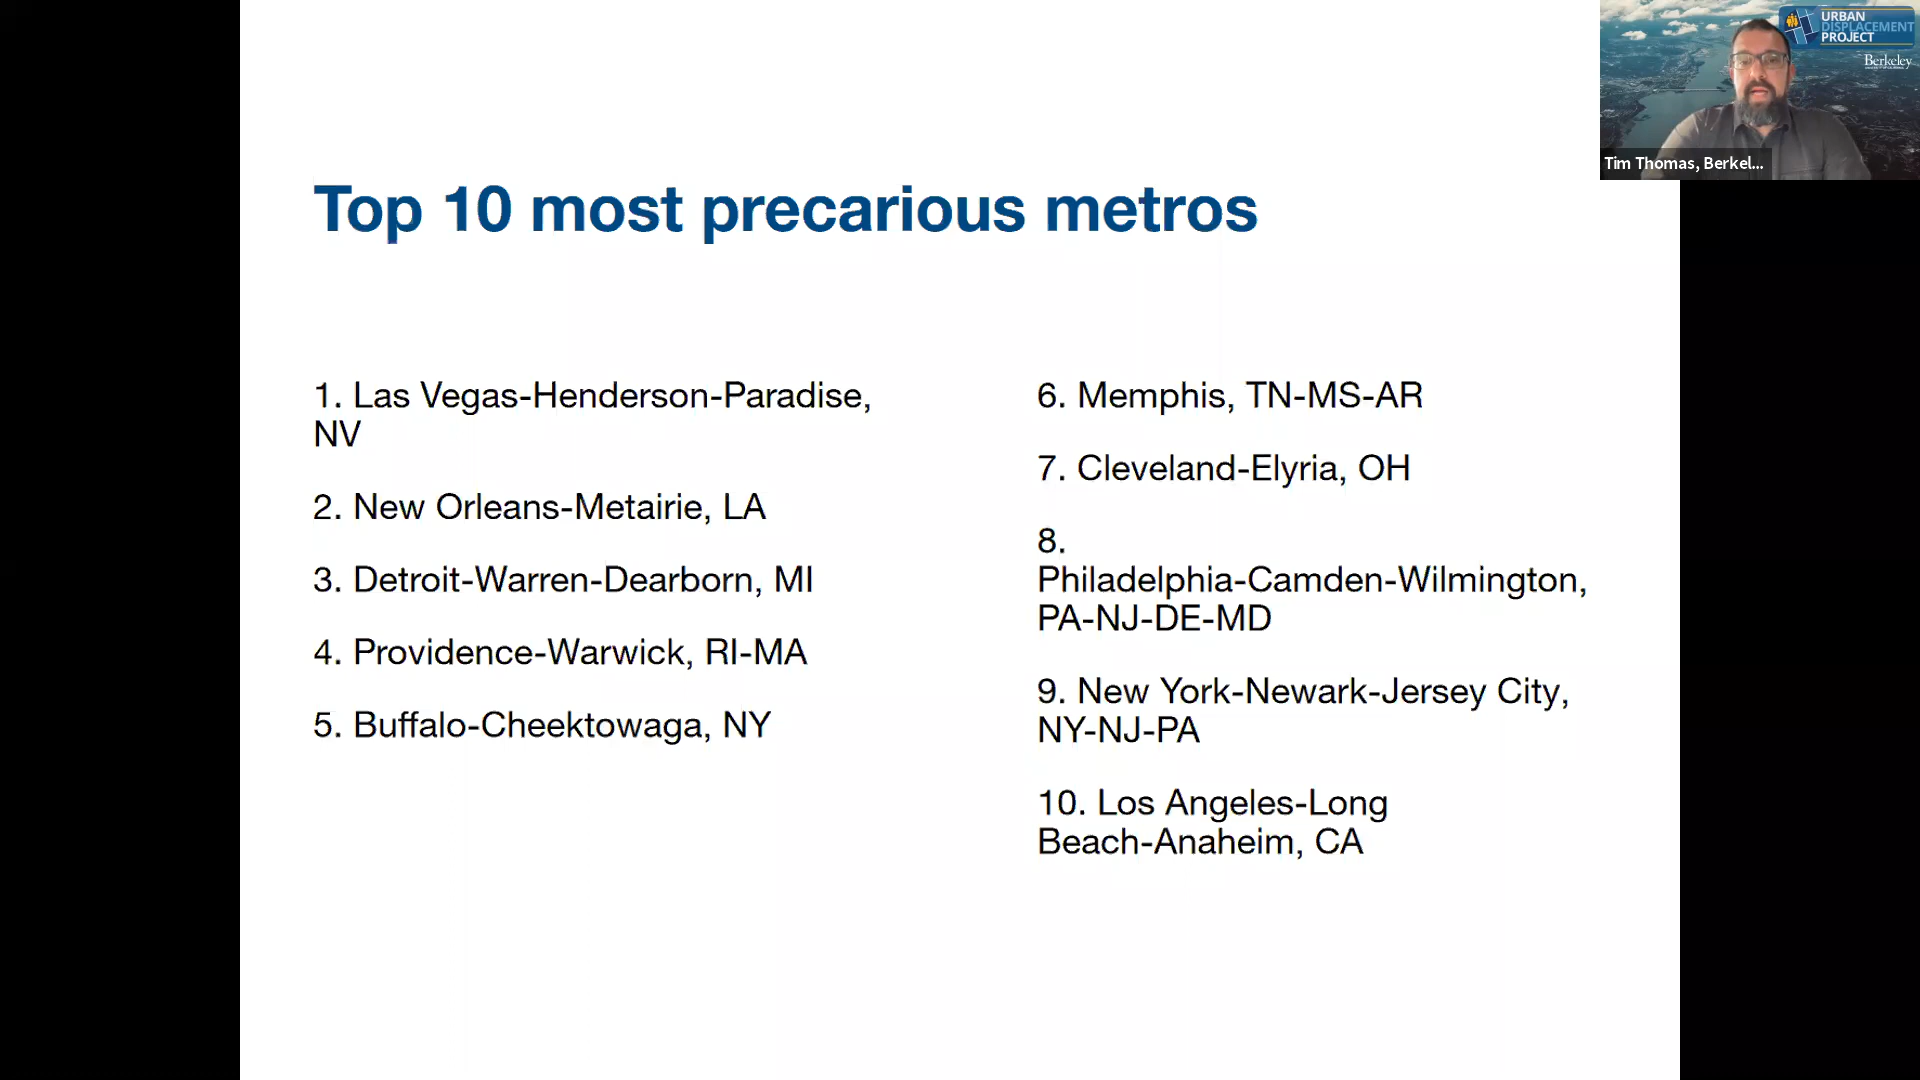 Top 10 most precarious metros
1. Las Vegas-Henderson-Paradise,
NV
2. New Orleans-Metairie, LA
3. Detroit-Warren-Dearborn, MI
4. Providence-Warwick, RI-MA
5. Buffalo-Cheektowaga, NY
6. Memphis, TN-MS-AR
7. Cleveland-Elyria, OH
8.
Philadelphia-Camden-Wilmington,
PA-NJ-DE-MD
9. New York-Newark-Jersey City,
NY-NJ-PA
10. Los Angeles-Long
Beach-Anaheim, CA
URBAN
DISPLACEMENT
PROJECT
Berkeley
Tim Thomas, Berkel...